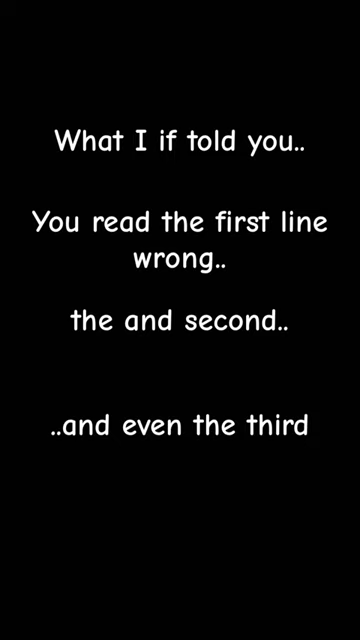 What I if told you..
You read the first line
wrong..
the and second..
..and even the third